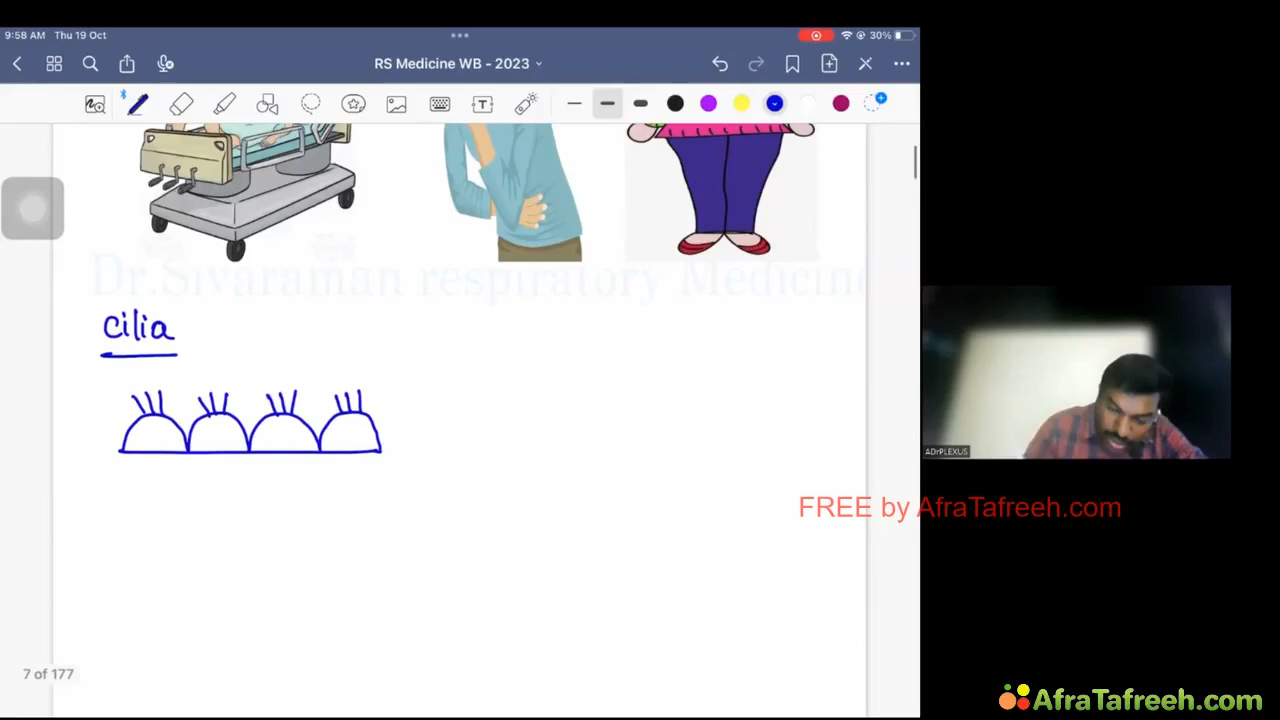 9:58 AM Thu 19 Oct
30%
RS Medicine WB - 2023
T
Dr.Sivaraman respiratory Medicine
cilia
ADrPLEXUS
FREE by AfraTafreeh.com
7 of 177
AfraTafreeh.com